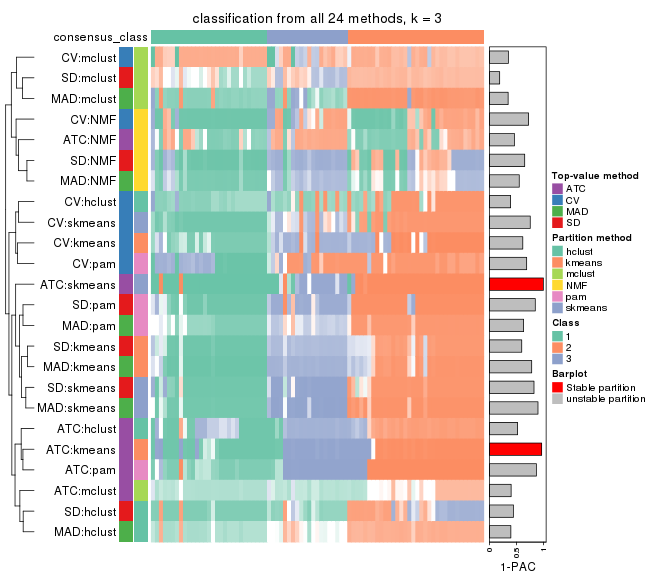 classification from all 24 methods, k = 3
consensus_class
CV:mclust
SD:mclust
MAD:mclust
CV:NMF
ATC:NMF
SD:NMF
MAD:NMF
CV:hclust
CV:skmeans
CV:kmeans
CV:pam
ATC:skmeans
SD:pam
MAD:pam
SD:kmeans
MAD:kmeans
SD:skmeans
MAD:skmeans
ATC:hclust
ATC:kmeans
ATC:pam
ATC:mclust
SD:hclust
MAD:hclust
0
0.5
1
1-PAC
Top-value method
ATC
CV
MAD
SD
Partition method
hclust
kmeans
mclust
NMF
pam
skmeans
Class
1
2
3
Barplot
Stable partition
unstable partition